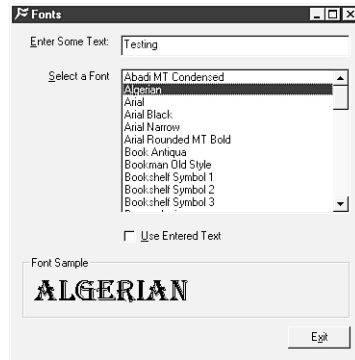 Fonts
Enter Some Text: Testing
Select a Font
Abadi MT Condensed
Algerian
Arial
Arial Black
Arial Narrow
Arial Rounded MT Bold
Book Antiqua
Bookman Old Style
Bookshelf Symbol 1
Bookshelf Symbol 2
Bookshelf Symbol 3
Use Entered Text
Font Sample
ALGERIAN
Exit